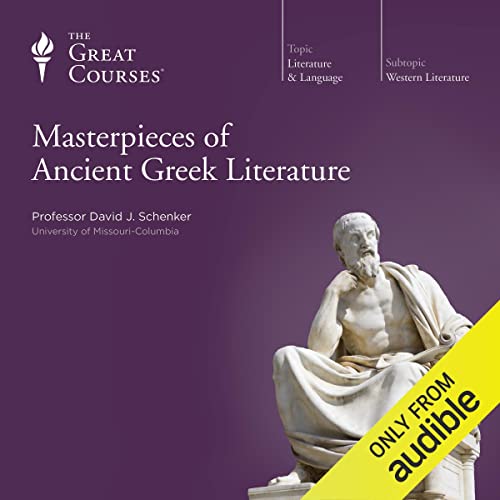 THE
GREAT
COURSES®
Topic
Literature
& Language
Subtopic
Western Literature
Masterpieces of
Ancient Greek Literature
Professor David J. Schenker
University of Missouri-Columbia
ONLY FROM
audible